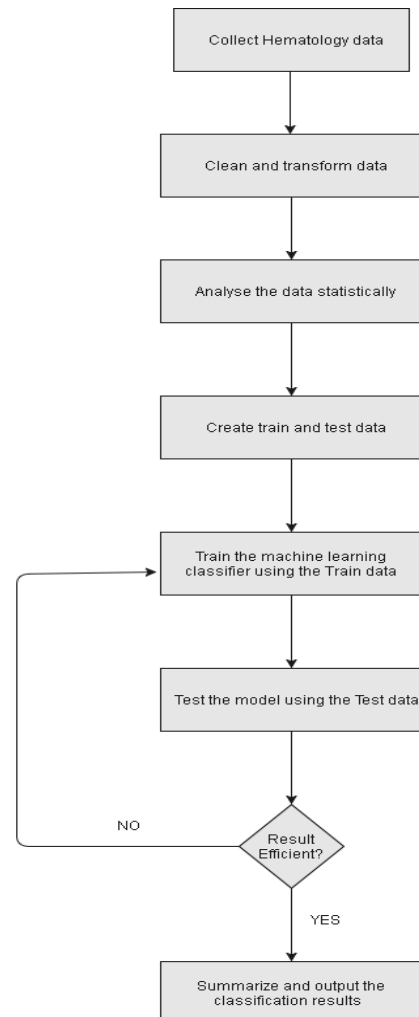 Collect Hematology data
Clean and transform data
Analyse the data statistically
Create train and test data
Train the machine learning
classifier using the Train data
Test the model using the Test data
Result
Efficient?
NO
YES
Summarize and output the
classification results